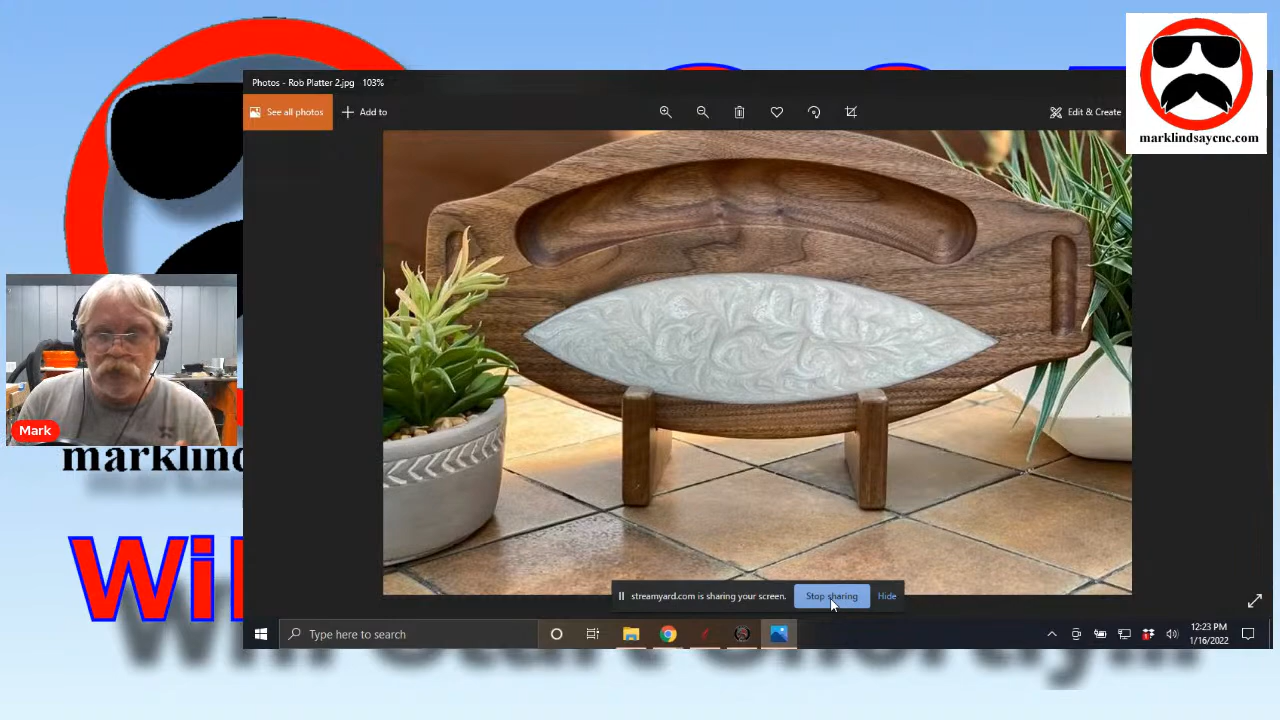 Photos - Rob Platter 2.jpg 103%
See all photos
Add to
Edit & Create
marklindsaycnc.com
Mark
marklind
Wi
streamyard.com is sharing your screen.
Stop sharing
Hide
Type here to search
12:23 PM
1/16/2022